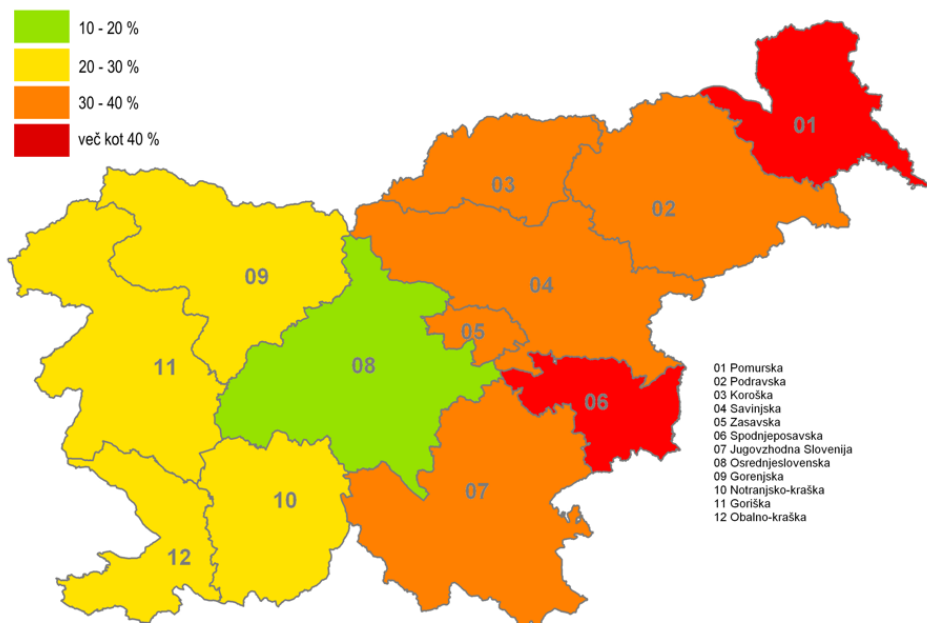 10 - 20 %
20 - 30 %
30 - 40 %
več kot 40 %
01
03
02
09
04
05
11
08
06
10
07
12
01 Pomurska
02 Podravska
03 Koroška
04 Savinjska
05 Zasavska
06 Spodnjeposavska
07 Jugovzhodna Slovenija
08 Osrednjeslovenska
09 Gorenjska
10 Notranjsko-kraška
11 Goriška
12 Obalno-kraška